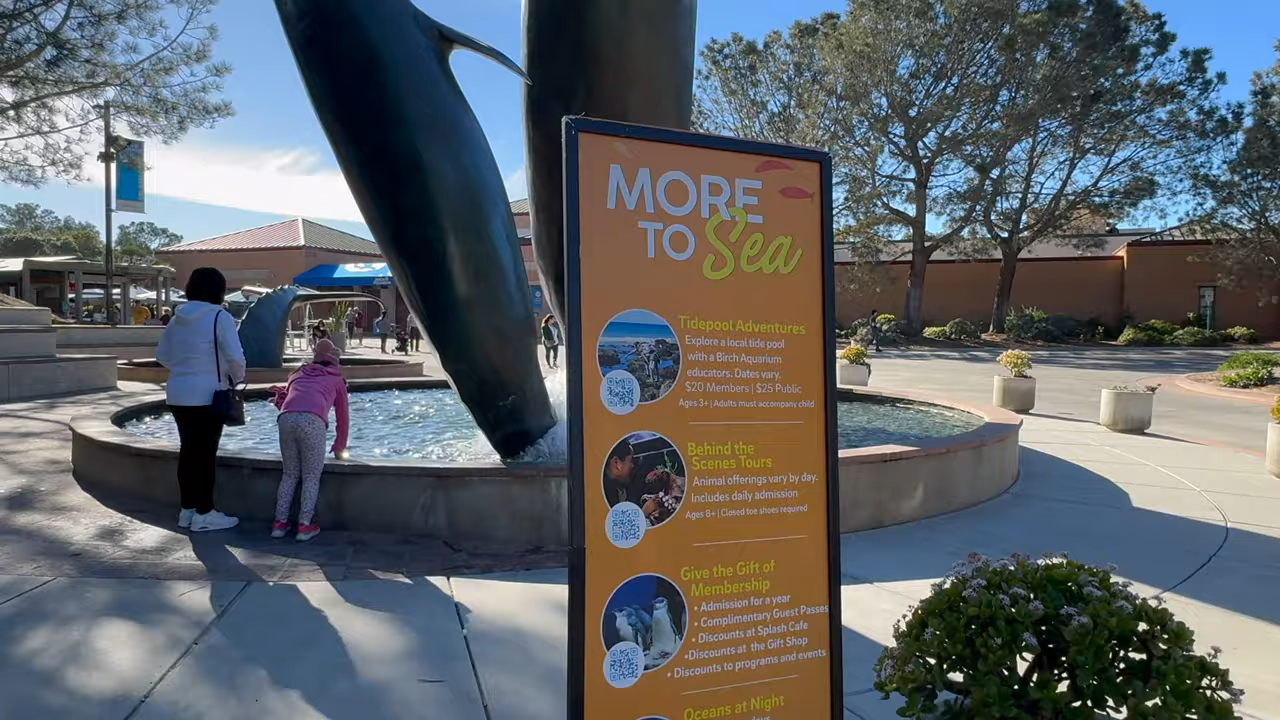 MORE
TO Sea
Tidepool Adventures
Explore a local tide pool
with a Birch Aquarium
educators. Dates vary.
$20 Members | $25 Public
Ages 3+ | Adults must accompany child
Behind the
Scenes Tours
Animal offerings vary by day.
Includes daily admission
Ages 8+ | Closed toe shoes required
Give the Gift of
Membership
• Admission for a year
• Complimentary Guest Passes
• Discounts at Splash Cafe
•Discounts at the Gift Shop
• Discounts to programs and events
Oceans at Night